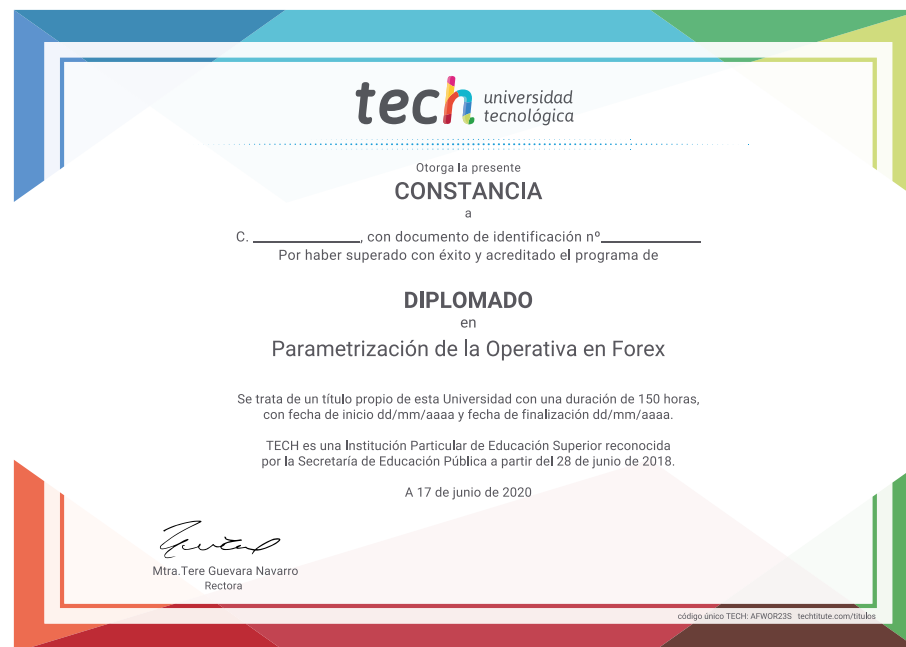 tech universidad
tecnológica
Otorga la presente
CONSTANCIA
a
C. ______________, con documento de identificación nº_____________
Por haber superado con éxito y acreditado el programa de
DIPLOMADO
en
Parametrización de la Operativa en Forex
Se trata de un título propio de esta Universidad con una duración de 150 horas,
con fecha de inicio dd/mm/aaaa y fecha de finalización dd/mm/aaaa.
TECH es una Institución Particular de Educación Superior reconocida
por la Secretaría de Educación Pública a partir del 28 de junio de 2018.
A 17 de junio de 2020
Mtra.Tere Guevara Navarro
Rectora
código único TECH: AFWOR23S techtitute.com/titulos